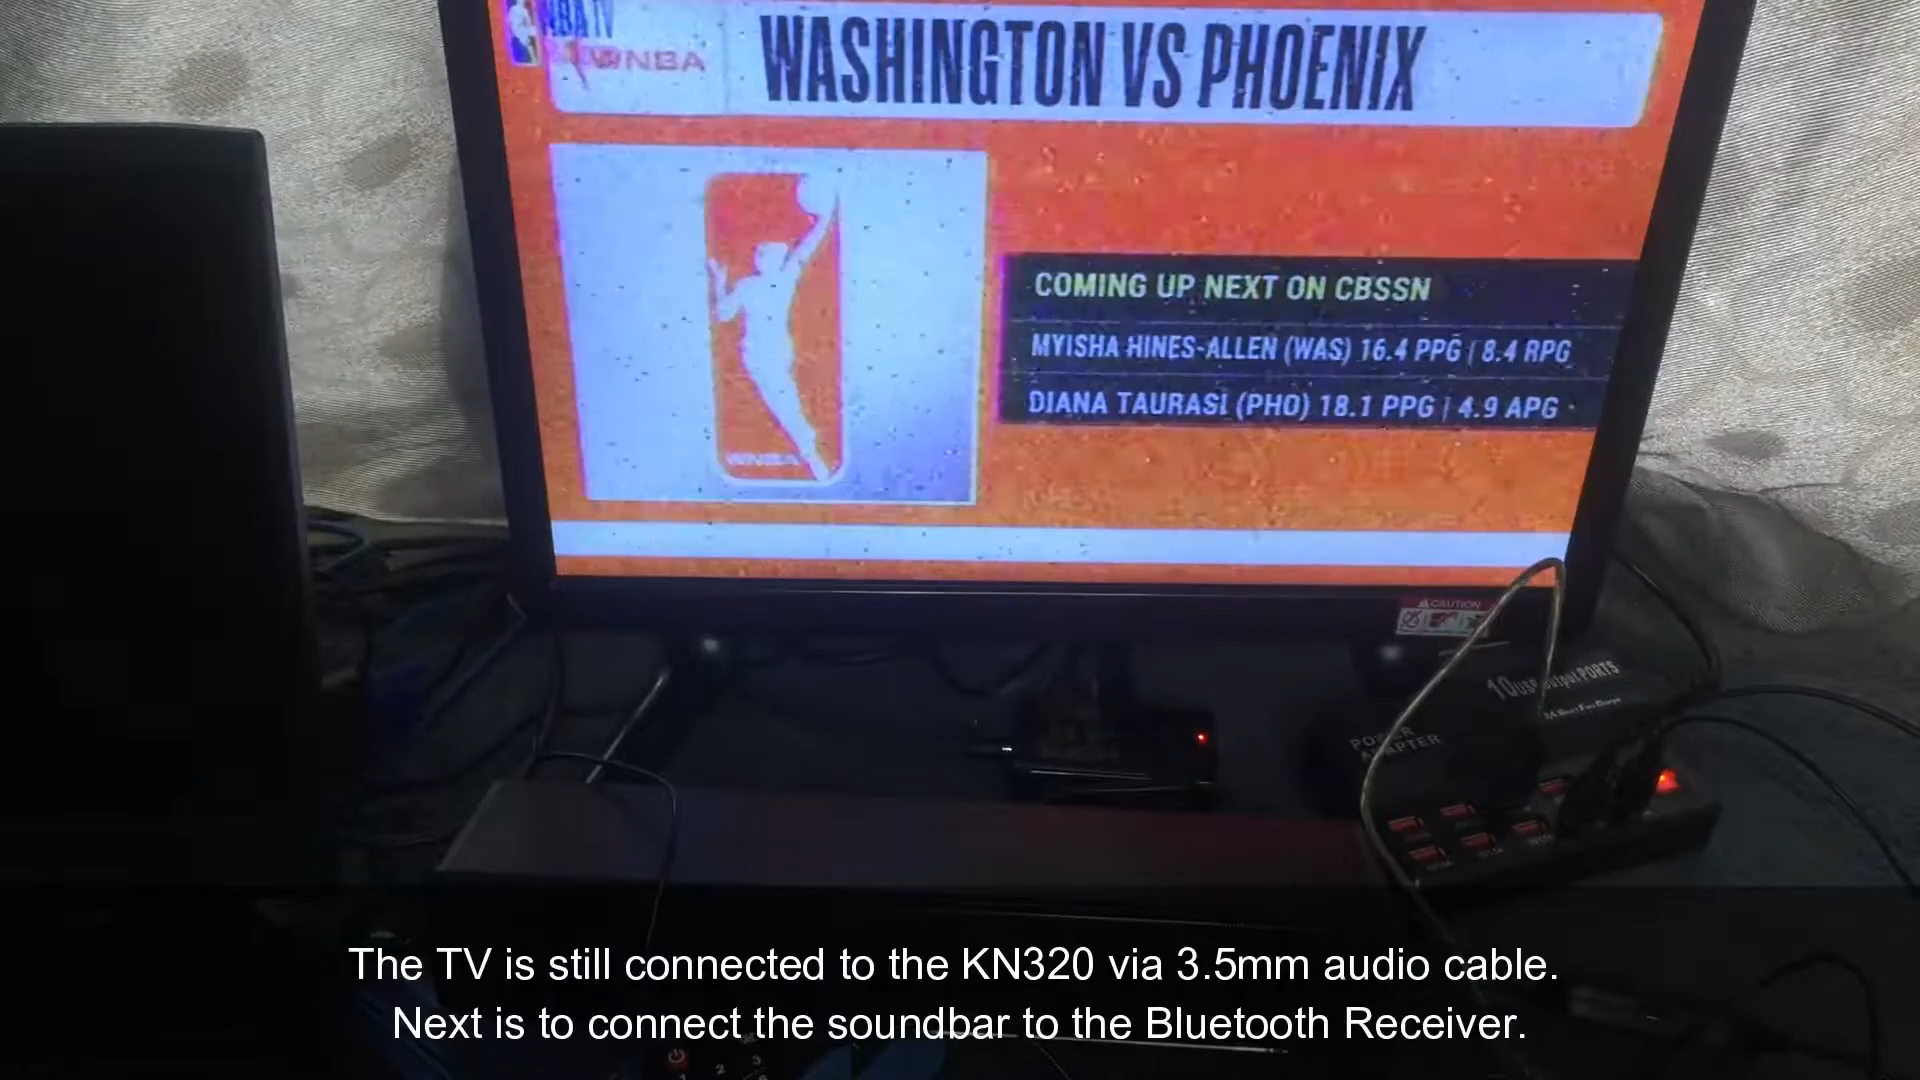 NBA TV
WNBA
WASHINGTON VS PHOENIX
WNBA
COMING UP NEXT ON CBSSN
MYISHA HINES-ALLEN (WAS) 16.4 PPG | 8.4 RPG
DIANA TAURASI (PHO) 18.1 PPG | 4.9 APG
CAUTION
10USB output PORTS
POWER
ADAPTER
The TV is still connected to the KN320 via 3.5mm audio cable.
Next is to connect the soundbar to the Bluetooth Receiver.
1 2 3